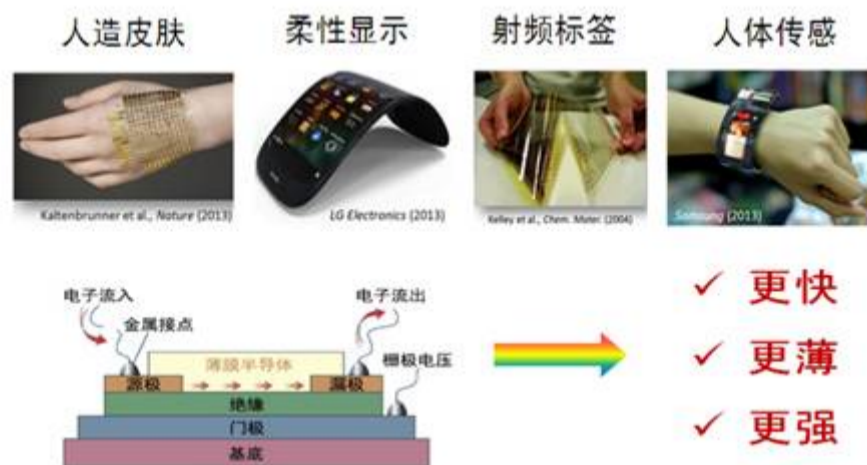 人造皮肤
柔性显示
射频标签
人体传感
Kaltenbrunner et al., Nature (2013)
LG Electronics (2013)
Kelley et al., Chem. Mater. (2004)
Samsung (2013)
电子流入
电子流出
金属接点
栅极电压
薄膜半导体
源极
漏极
绝缘
门极
基底
✓ 更快
✓ 更薄
✓ 更强